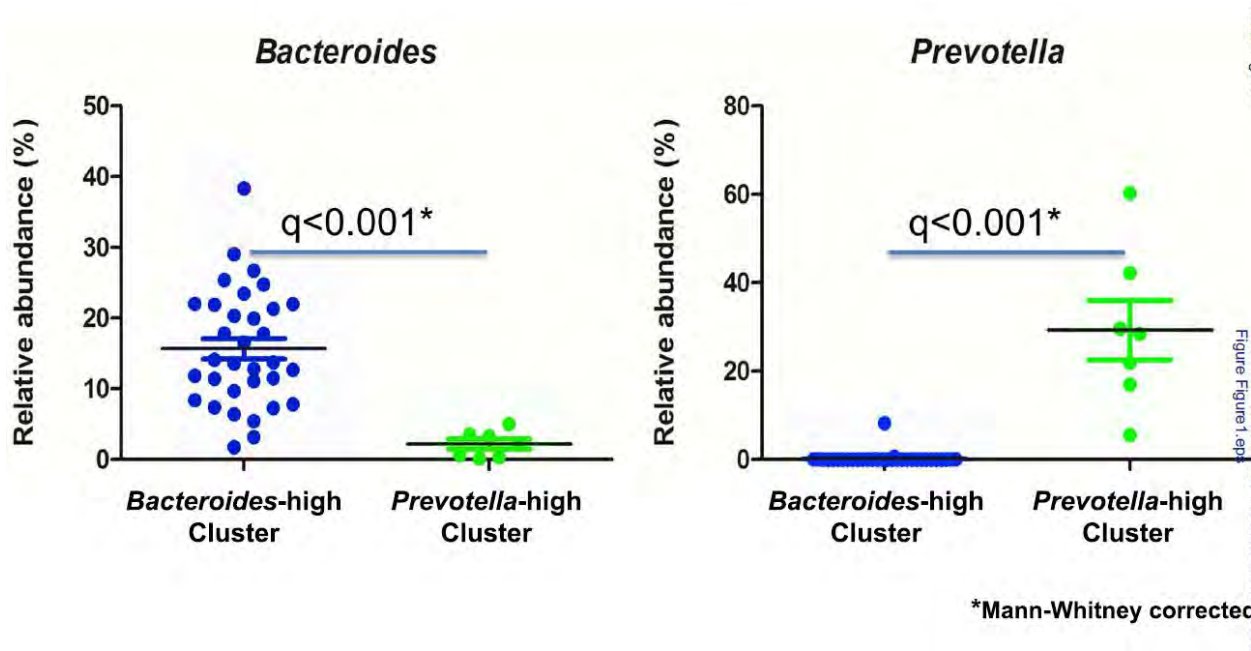 Bacteroides
Relative abundance (%)
50
40
30
20
10
0
q<0.001*
Bacteroides-high
Cluster
Prevotella-high
Cluster
Prevotella
Relative abundance (%)
80
60
40
20
0
q<0.001*
Bacteroides-high
Cluster
Prevotella-high
Cluster
*Mann-Whitney corrected
Figure Figure1.eps